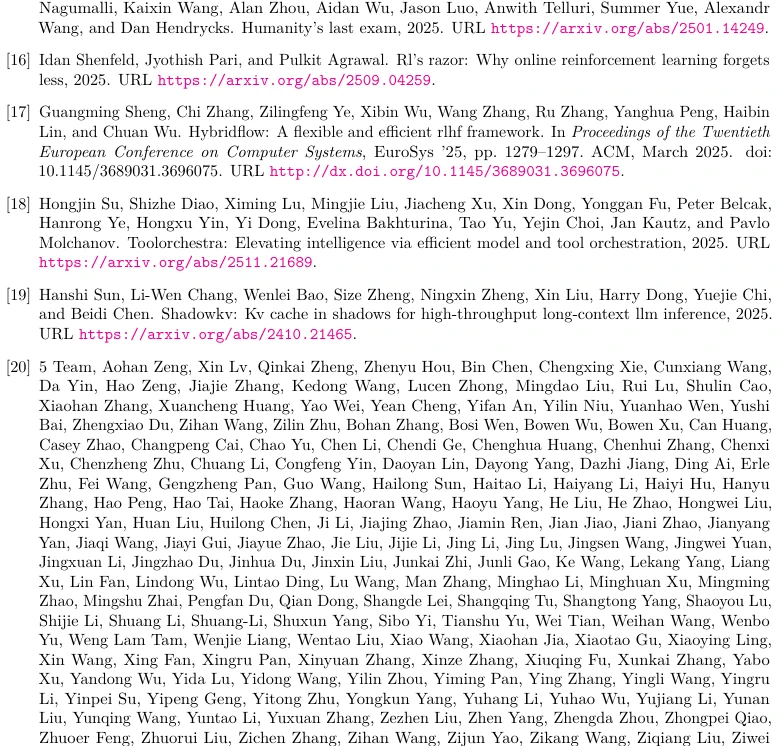 Nagumalli, Kaixin Wang, Alan Zhou, Aidan Wu, Jason Luo, Anwith Telluri, Summer Yue, Alexandr
Wang, and Dan Hendrycks. Humanity's last exam, 2025. URL https://arxiv.org/abs/2501.14249.
[16] Idan Shenfeld, Jyothish Pari, and Pulkit Agrawal. Rl's razor: Why online reinforcement learning forgets
less, 2025. URL https://arxiv.org/abs/2509.04259.
[17] Guangming Sheng, Chi Zhang, Zilingfeng Ye, Xibin Wu, Wang Zhang, Ru Zhang, Yanghua Peng, Haibin
Lin, and Chuan Wu. Hybridflow: A flexible and efficient rlhf framework. In Proceedings of the Twentieth
European Conference on Computer Systems, EuroSys '25, pp. 1279–1297. ACM, March 2025. doi:
10.1145/3689031.3696075. URL http://dx.doi.org/10.1145/3689031.3696075.
[18] Hongjin Su, Shizhe Diao, Ximing Lu, Mingjie Liu, Jiacheng Xu, Xin Dong, Yonggan Fu, Peter Belcak,
Hanrong Ye, Hongxu Yin, Yi Dong, Evelina Bakhturina, Tao Yu, Yejin Choi, Jan Kautz, and Pavlo
Molchanov. Toolorchestra: Elevating intelligence via efficient model and tool orchestration, 2025. URL
https://arxiv.org/abs/2511.21689.
[19] Hanshi Sun, Li-Wen Chang, Wenlei Bao, Size Zheng, Ningxin Zheng, Xin Liu, Harry Dong, Yuejie Chi,
and Beidi Chen. Shadowkv: Kv cache in shadows for high-throughput long-context llm inference, 2025.
URL https://arxiv.org/abs/2410.21465.
[20] 5 Team, Aohan Zeng, Xin Lv, Qinkai Zheng, Zhenyu Hou, Bin Chen, Chengxing Xie, Cunxiang Wang,
Da Yin, Hao Zeng, Jiajie Zhang, Kedong Wang, Lucen Zhong, Mingdao Liu, Rui Lu, Shulin Cao,
Xiaohan Zhang, Xuancheng Huang, Yao Wei, Yean Cheng, Yifan An, Yilin Niu, Yuanhao Wen, Yushi
Bai, Zhengxiao Du, Zihan Wang, Zilin Zhu, Bohan Zhang, Bosi Wen, Bowen Wu, Bowen Xu, Can Huang,
Casey Zhao, Changpeng Cai, Chao Yu, Chen Li, Chendi Ge, Chenghua Huang, Chenhui Zhang, Chenxi
Xu, Chenzheng Zhu, Chuang Li, Congfeng Yin, Daoyan Lin, Dayong Yang, Dazhi Jiang, Ding Ai, Erle
Zhu, Fei Wang, Gengzheng Pan, Guo Wang, Hailong Sun, Haitao Li, Haiyang Li, Haiyi Hu, Hanyu
Zhang, Hao Peng, Hao Tai, Haoke Zhang, Haoran Wang, Haoyu Yang, He Liu, He Zhao, Hongwei Liu,
Hongxi Yan, Huan Liu, Huilong Chen, Ji Li, Jiajing Zhao, Jiamin Ren, Jian Jiao, Jiani Zhao, Jianyang
Yan, Jiaqi Wang, Jiayi Gui, Jiayue Zhao, Jie Liu, Jijie Li, Jing Li, Jing Lu, Jingsen Wang, Jingwei Yuan,
Jingxuan Li, Jingzhao Du, Jinhua Du, Jinxin Liu, Junkai Zhi, Junli Gao, Ke Wang, Lekang Yang, Liang
Xu, Lin Fan, Lindong Wu, Lintao Ding, Lu Wang, Man Zhang, Minghao Li, Minghuan Xu, Mingming
Zhao, Mingshu Zhai, Pengfan Du, Qian Dong, Shangde Lei, Shangqing Tu, Shangtong Yang, Shaoyou Lu,
Shijie Li, Shuang Li, Shuang-Li, Shuxun Yang, Sibo Yi, Tianshu Yu, Wei Tian, Weihan Wang, Wenbo
Yu, Weng Lam Tam, Wenjie Liang, Wentao Liu, Xiao Wang, Xiaohan Jia, Xiaotao Gu, Xiaoying Ling,
Xin Wang, Xing Fan, Xingru Pan, Xinyuan Zhang, Xinze Zhang, Xiuqing Fu, Xunkai Zhang, Yabo
Xu, Yandong Wu, Yida Lu, Yidong Wang, Yilin Zhou, Yiming Pan, Ying Zhang, Yingli Wang, Yingru
Li, Yinpei Su, Yipeng Geng, Yitong Zhu, Yongkun Yang, Yuhang Li, Yuhao Wu, Yujiang Li, Yunan
Liu, Yunqing Wang, Yuntao Li, Yuxuan Zhang, Zezhen Liu, Zhen Yang, Zhengda Zhou, Zhongpei Qiao,
Zhuoer Feng, Zhuorui Liu, Zichen Zhang, Zihan Wang, Zijun Yao, Zikang Wang, Ziqiang Liu, Ziwei